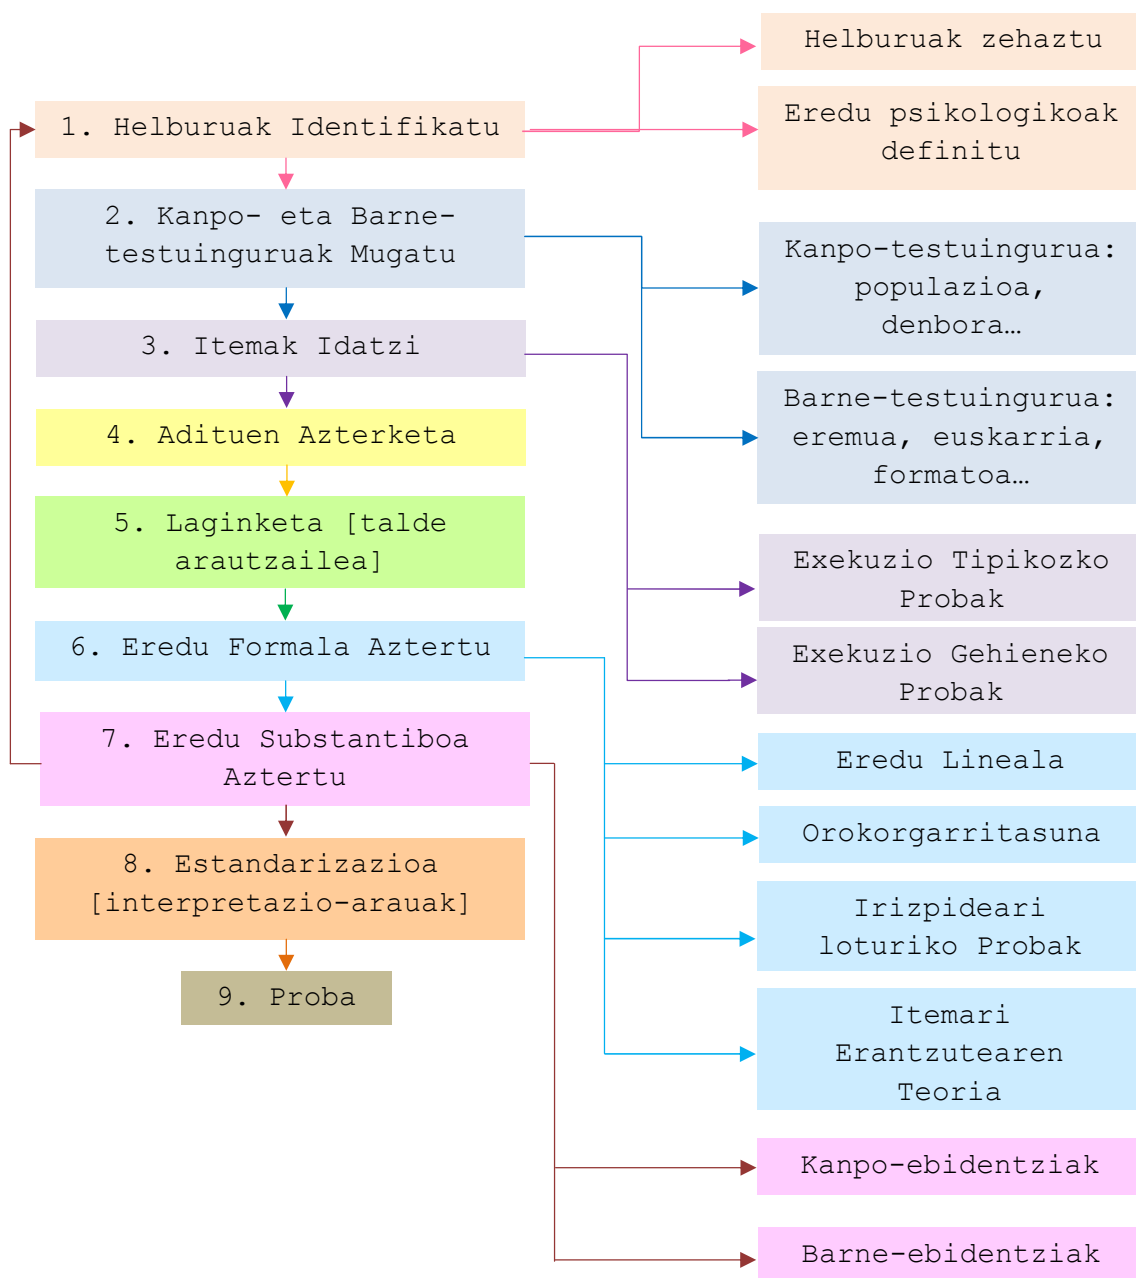 1. Helburuak Identifikatu
2. Kanpo- eta Barne-
testuinguruak Mugatu
3. Itemak Idatzi
4. Adituen Azterketa
5. Laginketa [talde
arautzailea]
6. Eredu Formala Aztertu
7. Eredu Substantiboa
Aztertu
8. Estandarizazioa
[interpretazio-arauak]
9. Proba
Helburuak zehaztu
Eredu psikologikoak
definitu
Kanpo-testuingurua:
populazioa,
denbora…
Barne-testuingurua:
eremua, euskarria,
formatoa…
Exekuzio Tipikozko
Probak
Exekuzio Gehieneko
Probak
Eredu Lineala
Orokorgarritasuna
Irizpideari
loturiko Probak
Itemari
Erantzutearen
Teoria
Kanpo-ebidentziak
Barne-ebidentziak